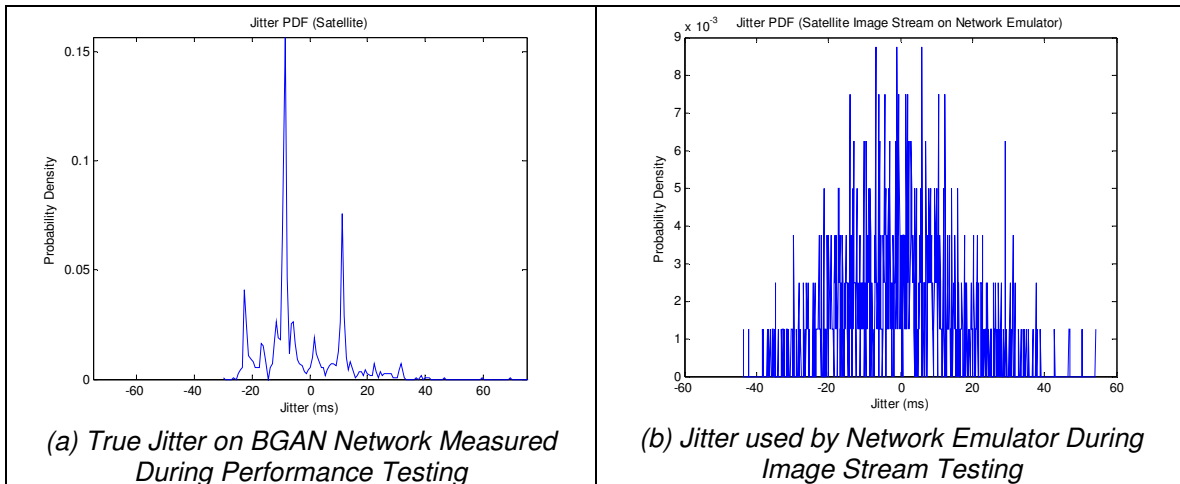 Jitter PDF (Satellite)
0.15
0.1
0.05
0
Probability Density
-60 -40 -20 0 20 40 60
Jitter (ms)
(a) True Jitter on BGAN Network Measured
During Performance Testing
Jitter PDF (Satellite Image Stream on Network Emulator)
x 10-3
9
8
7
6
5
4
3
2
1
0
Probability Density
-60 -40 -20 0 20 40 60
Jitter (ms)
(b) Jitter used by Network Emulator During
Image Stream Testing